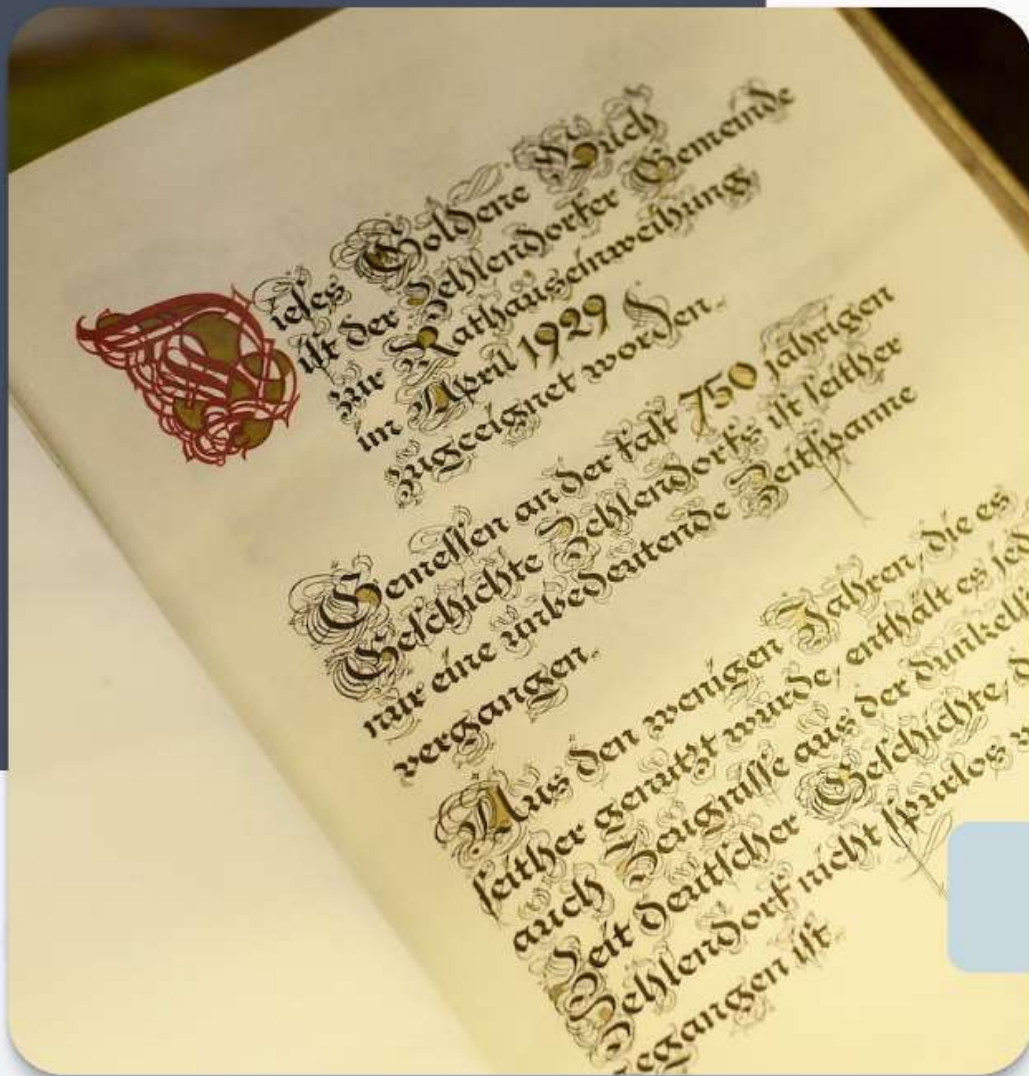 Dieses Goldene Buch
ist der Zehlendorfer Gemeinde
zur Rathauseinweihung
im April 1929
zugeeignet worden.
Gemessen an der fast 750 jährigen
Geschichte Zehlendorfs ist seither
nur eine unbedeutende Zeitspanne
vergangen.
Aus den wenigen Jahren, die es
seither genutzt wurde, enthält es
auch Zeugnisse aus der
Zeit deutscher Geschichte,
Zehlendorf nicht spurlos
egangen ist.